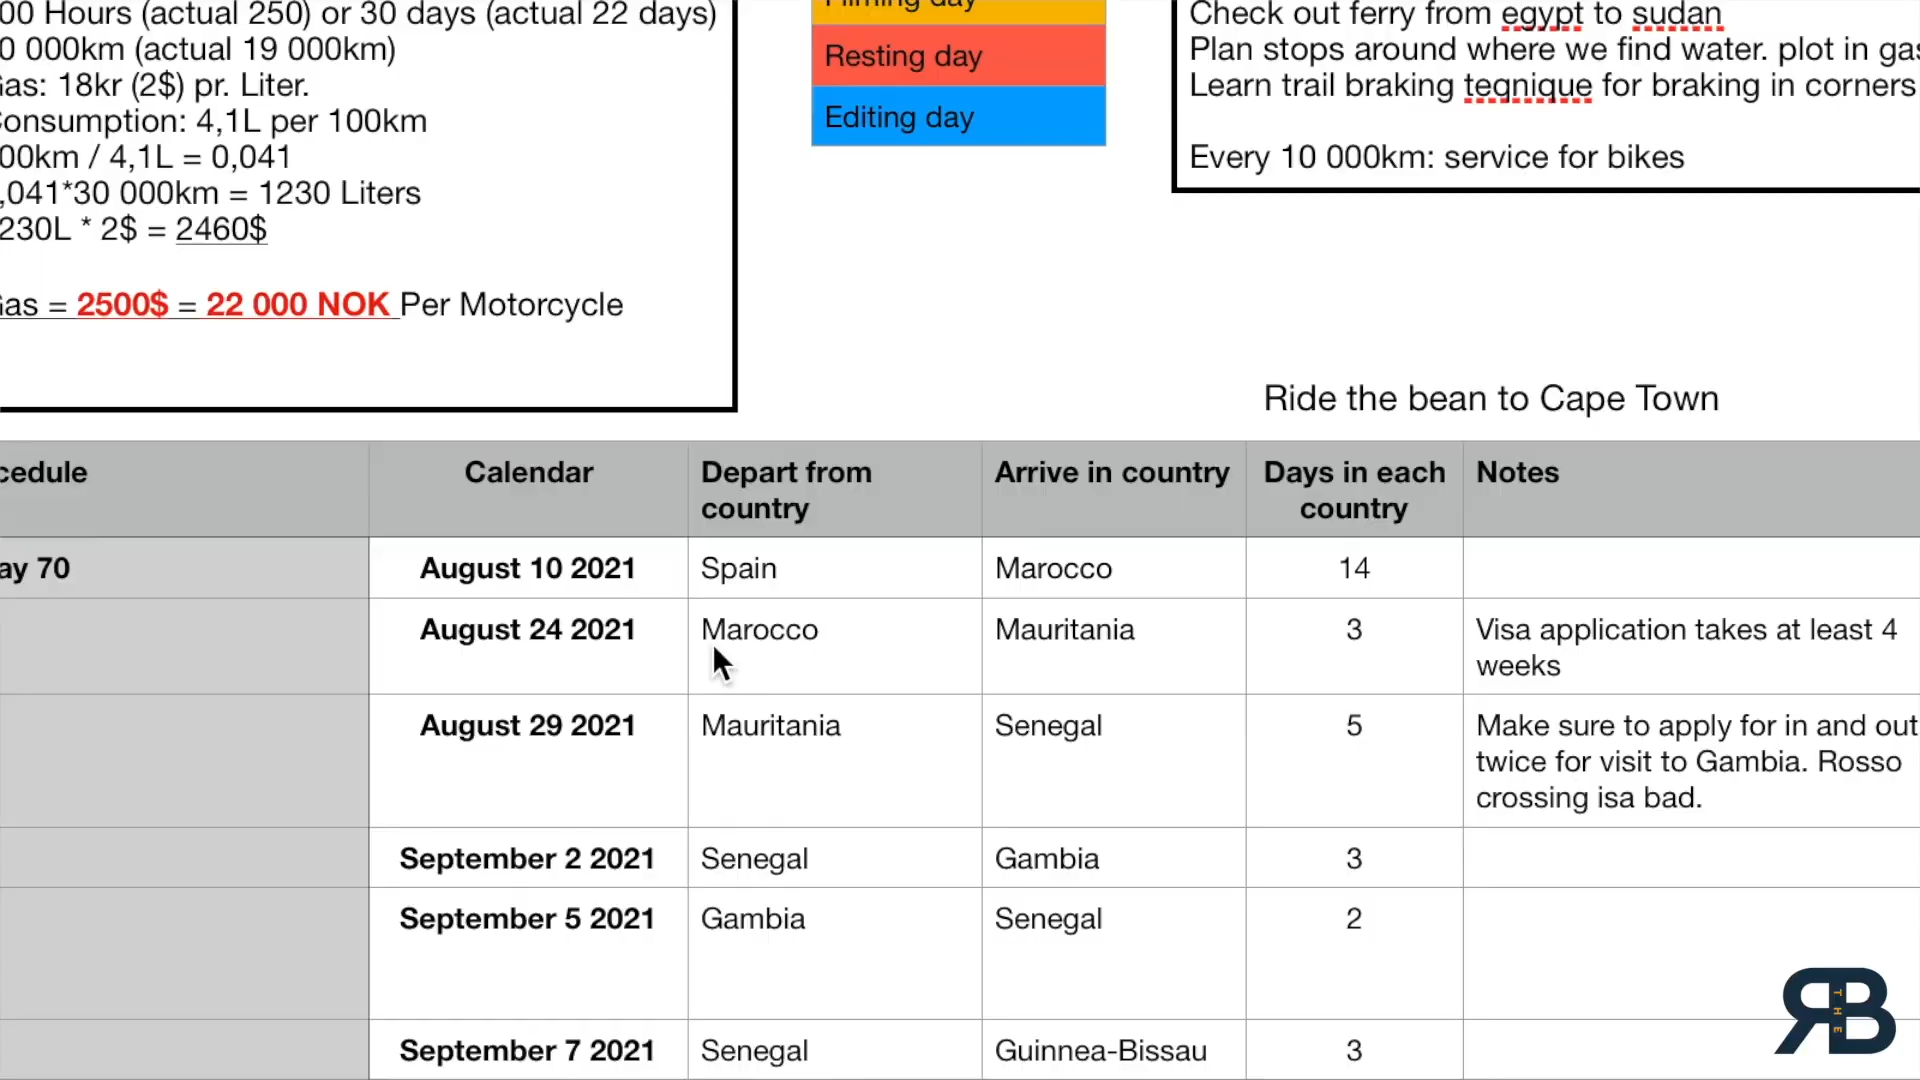 00 Hours (actual 250) or 30 days (actual 22 days)
0 000km (actual 19 000km)
as: 18kr (2$) pr. Liter.
onsumption: 4,1L per 100km
00km / 4,1L = 0,041
,041*30 000km = 1230 Liters
230L * 2$ = 2460$
as = 2500$ = 22 000 NOK Per Motorcycle
Filming day
Resting day
Editing day
Check out ferry from egypt to sudan
Plan stops around where we find water. plot in gas
Learn trail braking teqnique for braking in corners
Every 10 000km: service for bikes
Ride the bean to Cape Town
cedule Calendar Depart from country Arrive in country Days in each country Notes
ay 70 August 10 2021 Spain Marocco 14
August 24 2021 Marocco Mauritania 3 Visa application takes at least 4
weeks
August 29 2021 Mauritania Senegal 5 Make sure to apply for in and out
twice for visit to Gambia. Rosso
crossing isa bad.
September 2 2021 Senegal Gambia 3
September 5 2021 Gambia Senegal 2
September 7 2021 Senegal Guinnea-Bissau 3
THE
RB